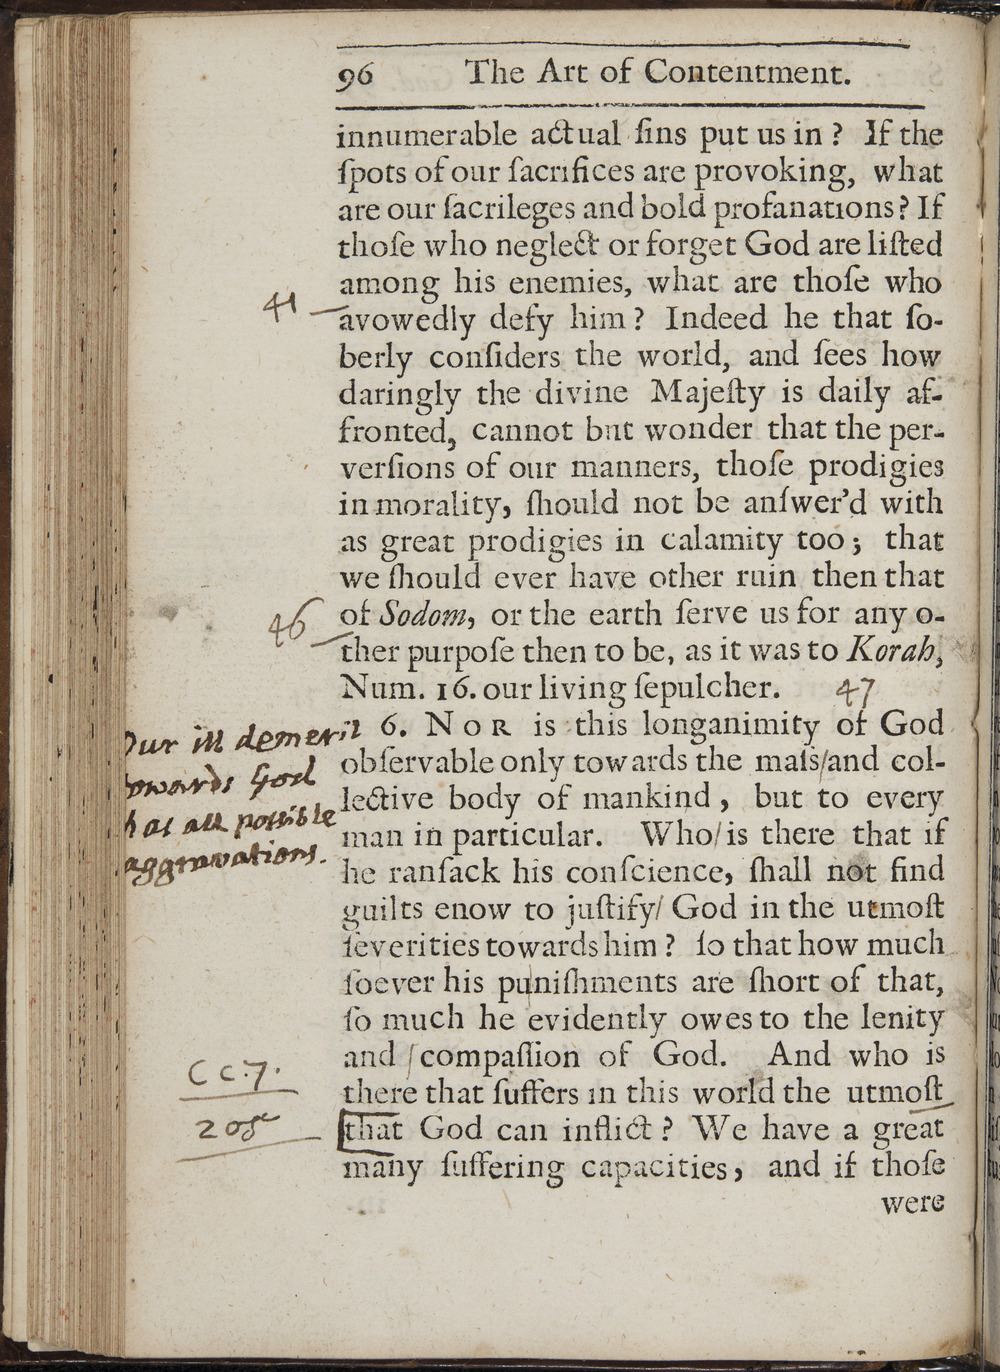 96 The Art of Contentment.
innumerable actual ſins put us in? If the
ſpots of our ſacrifices are provoking, what
are our ſacrileges and bold profanations? If
thoſe who neglect or forget God are liſted
among his enemies, what are thoſe who
41
avowedly defy him? Indeed he that ſo-
berly conſiders the world, and ſees how
daringly the divine Majeſty is daily af-
fronted, cannot but wonder that the per-
verſions of our manners, thoſe prodigies
in morality, ſhould not be anſwer'd with
as great prodigies in calamity too; that
we ſhould ever have other ruin then that
of Sodom, or the earth ſerve us for any o-
46
ther purpoſe then to be, as it was to Korah,
Num. 16. our living ſepulcher. 47
6. NOR is this longanimity of God
obſervable only towards the maſs/and col-
lective body of mankind, but to every
man in particular. Who/is there that if
he ranſack his conſcience, ſhall not find
guilts enow to juſtify/ God in the utmoſt
ſeverities towards him? ſo that how much
ſoever his puniſhments are ſhort of that,
ſo much he evidently owes to the lenity
and ſcompaſſion of God. And who is
there that ſuffers in this world the utmoſt
[that God can inflict? We have a great
many ſuffering capacities, and if thoſe
were
Our ill demerit
towards God
has all poſſible
aggravations.
C c.7.
205